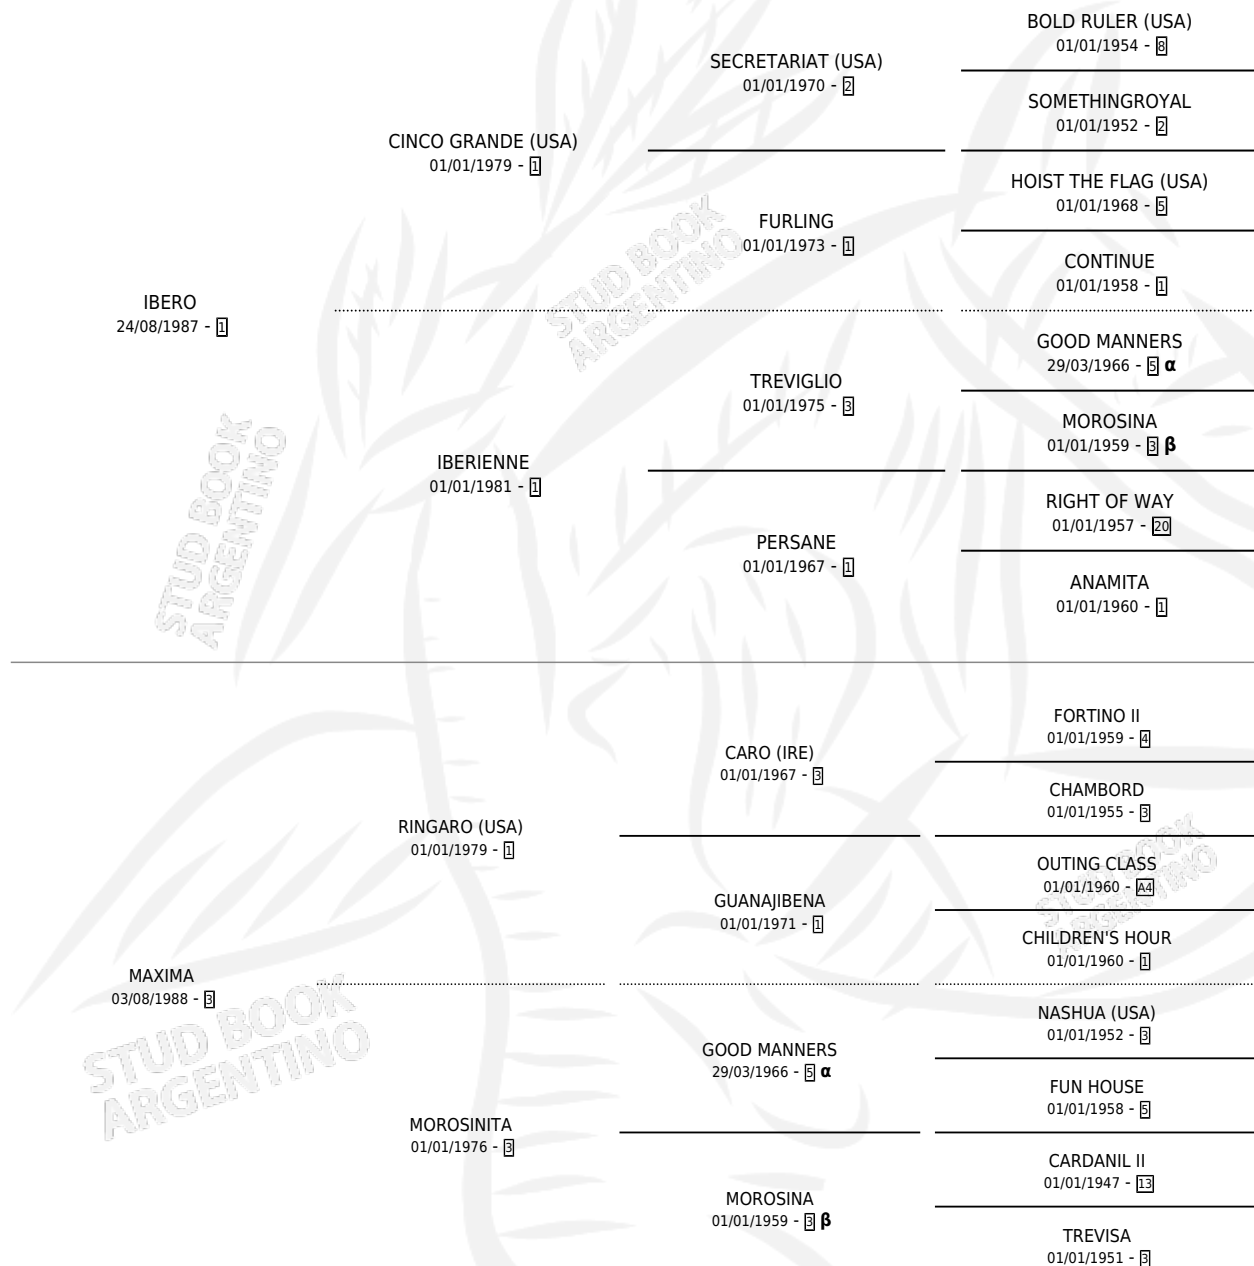 BOLD RULER (USA)
01/01/1954 - 8
SECRETARIAT (USA)
01/01/1970 - 2
SOMETHINGROYAL
01/01/1952 - 2
CINCO GRANDE (USA)
01/01/1979 - 1
HOIST THE FLAG (USA)
01/01/1968 - 5
FURLING
01/01/1973 - 1
CONTINUE
01/01/1958 - 1
IBERO
24/08/1987 - 1
GOOD MANNERS
29/03/1966 - 5 α
TREVIGLIO
01/01/1975 - 3
MOROSINA
01/01/1959 - 3 β
IBERIENNE
01/01/1981 - 1
RIGHT OF WAY
01/01/1957 - 20
PERSANE
01/01/1967 - 1
ANAMITA
01/01/1960 - 1
FORTINO II
01/01/1959 - 4
CARO (IRE)
01/01/1967 - 3
CHAMBORD
01/01/1955 - 3
RINGARO (USA)
01/01/1979 - 1
OUTING CLASS
01/01/1960 - A4
GUANAJIBENA
01/01/1971 - 1
CHILDREN'S HOUR
01/01/1960 - 1
MAXIMA
03/08/1988 - 3
NASHUA (USA)
01/01/1952 - 3
GOOD MANNERS
29/03/1966 - 5 α
FUN HOUSE
01/01/1958 - 5
MOROSINITA
01/01/1976 - 3
CARDANIL II
01/01/1947 - 13
MOROSINA
01/01/1959 - 3 β
TREVISA
01/01/1951 - 3
STUD BOOK
ARGENTINO
STUD BOOK
ARGENTINO
STUD BOOK
ARGENTINO
STUD BOOK
ARGENTINO